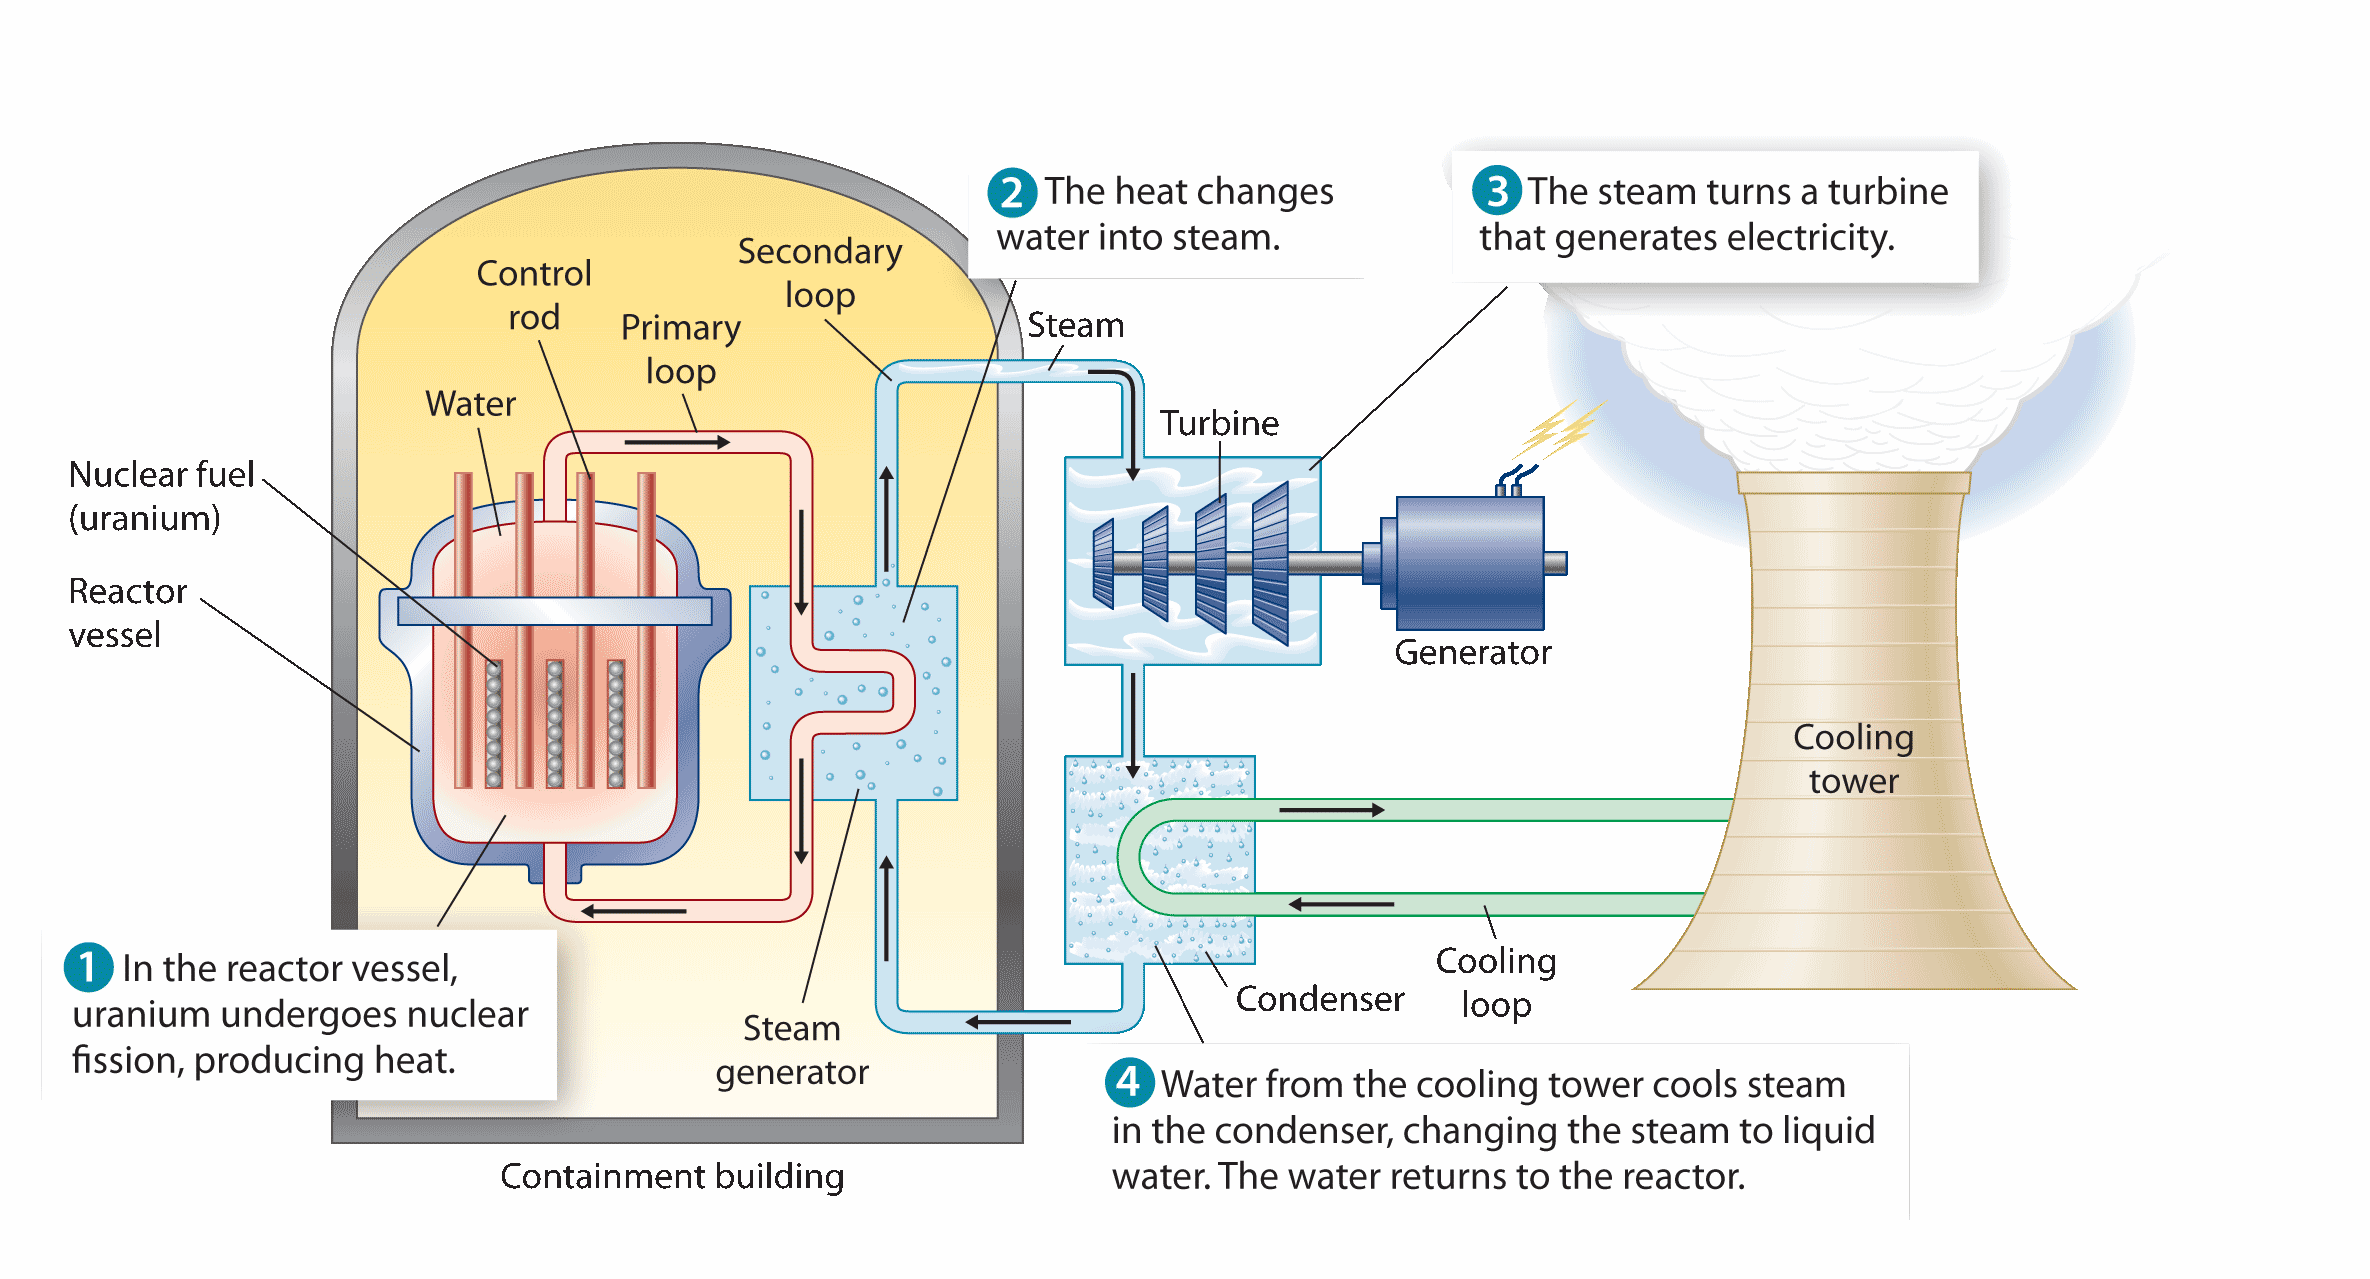 2 The heat changes
water into steam.
3 The steam turns a turbine
that generates electricity.
Control
rod
Primary
loop
Secondary
loop
Steam
Water
Turbine
Nuclear fuel
(uranium)
Reactor
vessel
Generator
Cooling
tower
Cooling
loop
Condenser
Steam
generator
1 In the reactor vessel,
uranium undergoes nuclear
fission, producing heat.
4 Water from the cooling tower cools steam
in the condenser, changing the steam to liquid
water. The water returns to the reactor.
Containment building